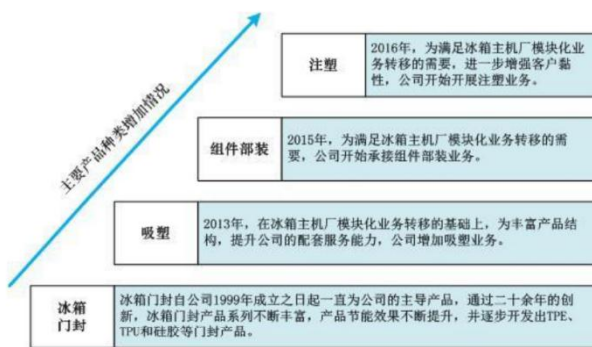 注塑
2016年，为满足冰箱主机厂模块化业
务转移的需要，进一步增强客户黏
性，公司开始开展注塑业务。
组件部装
2015年，为满足冰箱主机厂模块化业务转移的需
要，公司开始承接组件部装业务。
主要产品种类增加情况
吸塑
2013年，在冰箱主机厂模块化业务转移的基础上，为丰富产品结
构，提升公司的配套服务能力，公司增加吸塑业务。
冰箱
门封
冰箱门封自公司1999年成立之日起一直为公司的主导产品，通过二十余年的创
新，冰箱门封产品系列不断丰富，产品节能效果不断提升，并逐步开发出TPE、
TPU和硅胶等门封产品。